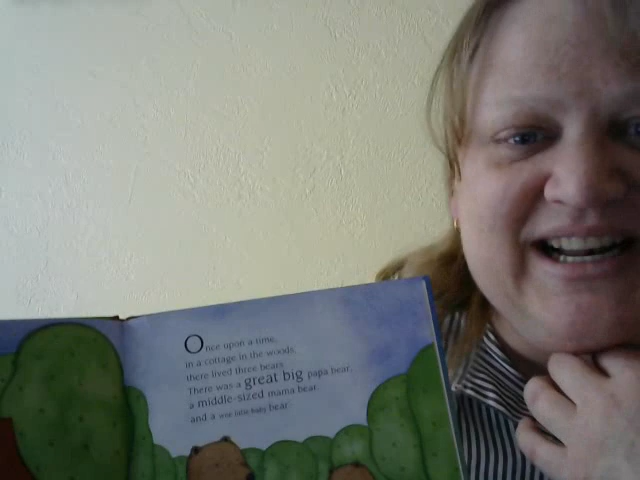 Once upon a time,
in a cottage in the woods,
there lived three bears.
There was a great big papa bear,
a middle-sized mama bear,
and a wee little baby bear.